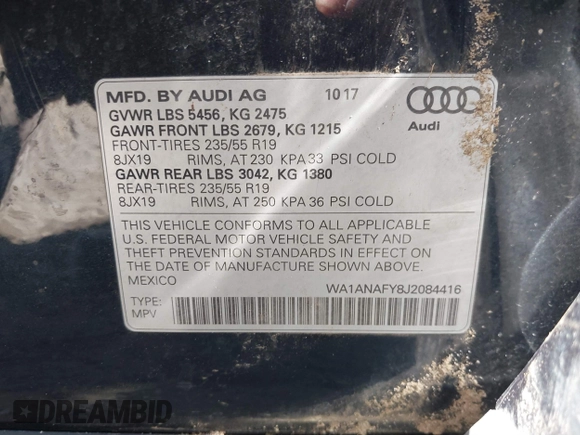 MFD. BY AUDI AG 10 17
GVWR LBS 5456, KG 2475
GAWR FRONT LBS 2679, KG 1215
FRONT-TIRES 235/55 R19
8JX19 RIMS, AT 230 KPA 33 PSI COLD
GAWR REAR LBS 3042, KG 1380
REAR-TIRES 235/55 R19
8JX19 RIMS, AT 250 KPA 36 PSI COLD
Audi
THIS VEHICLE CONFORMS TO ALL APPLICABLE
U.S. FEDERAL MOTOR VEHICLE SAFETY AND
THEFT PREVENTION STANDARDS IN EFFECT ON
THE DATE OF MANUFACTURE SHOWN ABOVE.
MEXICO WA1ANAFY8J2084416
TYPE:
MPV
DREAMBID